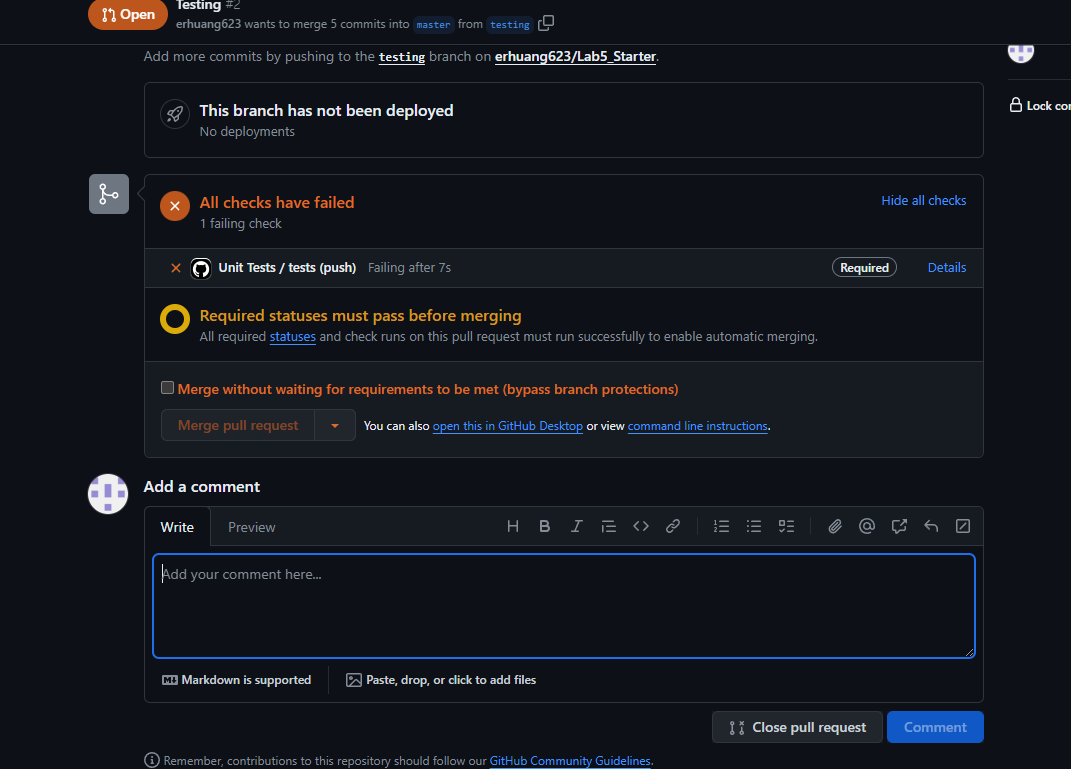 Open
Testing #2
erhuang623 wants to merge 5 commits into master from testing
Add more commits by pushing to the testing branch on erhuang623/Lab5_Starter.
This branch has not been deployed
No deployments
Lock con
All checks have failed
1 failing check
Hide all checks
Unit Tests / tests (push) Failing after 7s Required Details
Required statuses must pass before merging
All required statuses and check runs on this pull request must run successfully to enable automatic merging.
Merge without waiting for requirements to be met (bypass branch protections)
Merge pull request You can also open this in GitHub Desktop or view command line instructions.
Add a comment
Write Preview
Add your comment here...
Markdown is supported Paste, drop, or click to add files
Close pull request Comment
Remember, contributions to this repository should follow our GitHub Community Guidelines.